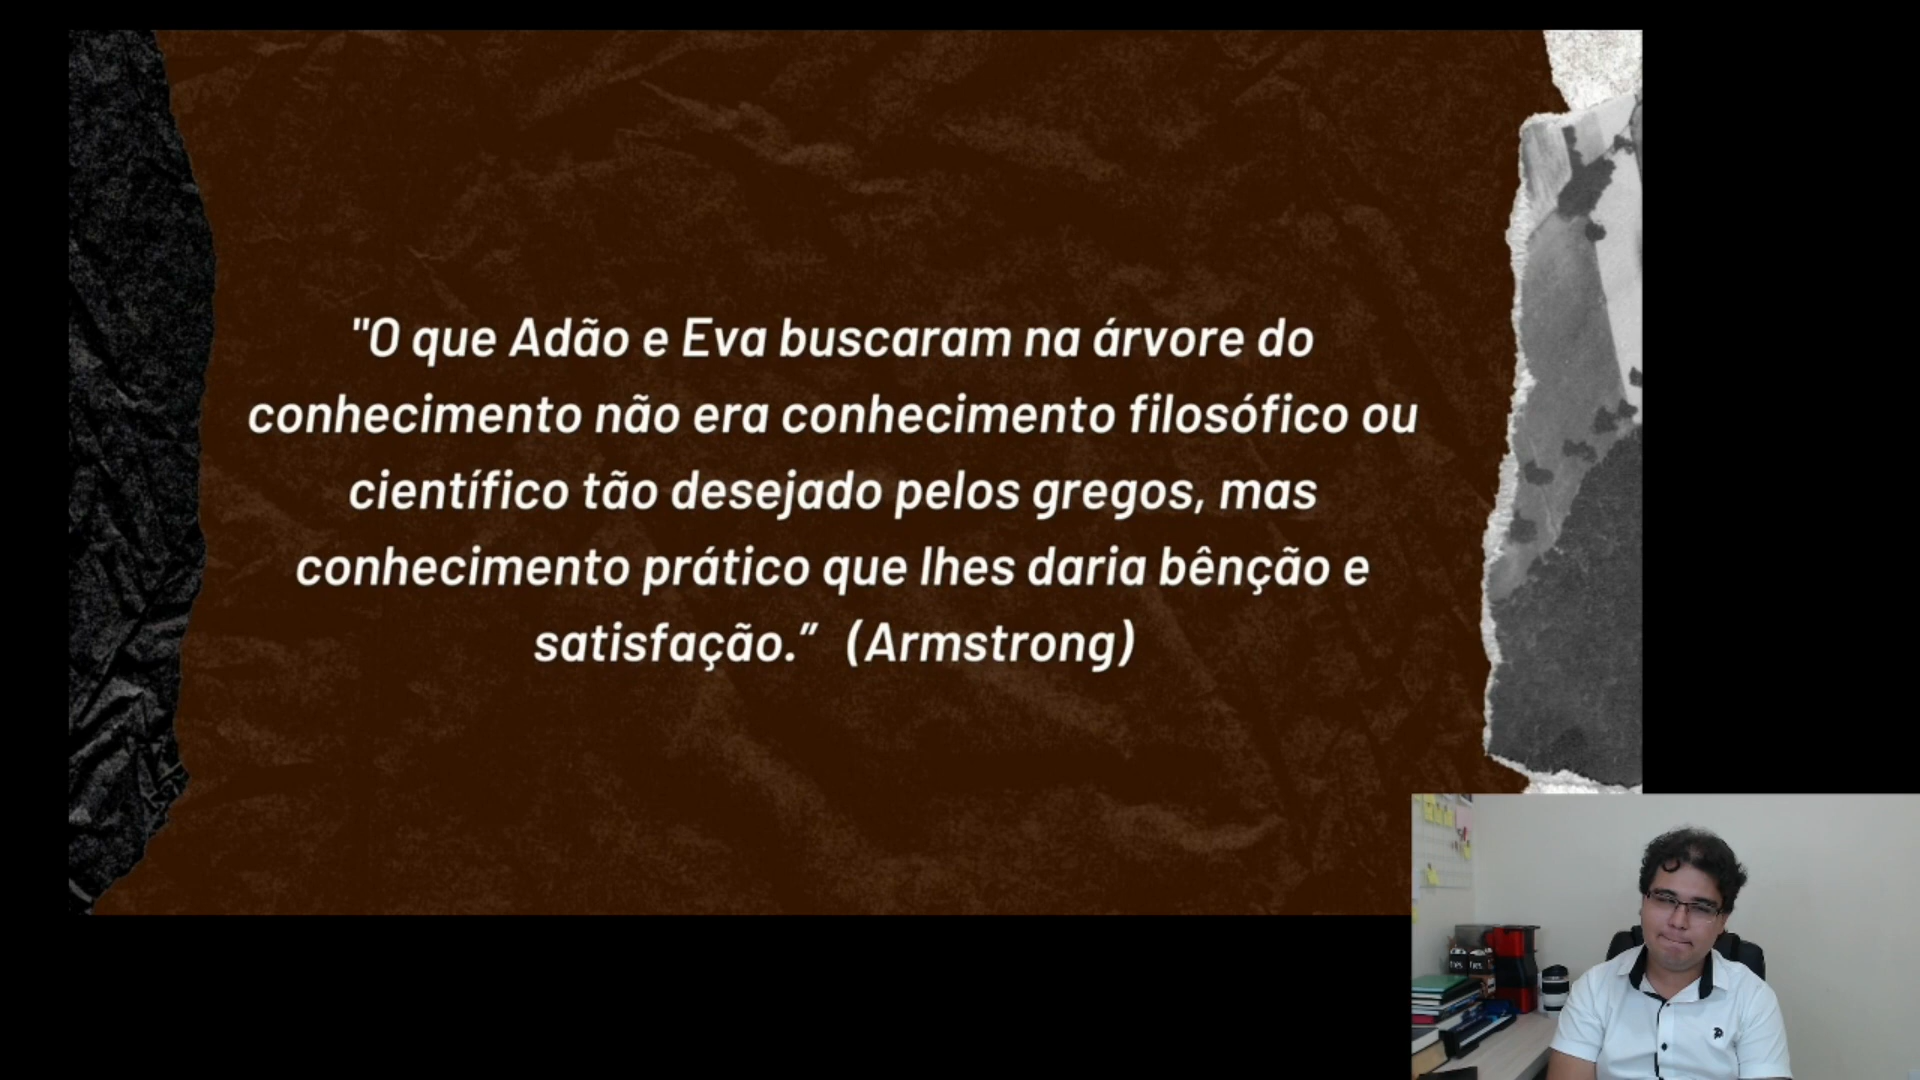 "O que Adão e Eva buscaram na árvore do
conhecimento não era conhecimento filosófico ou
científico tão desejado pelos gregos, mas
conhecimento prático que lhes daria bênção e
satisfação.” (Armstrong)